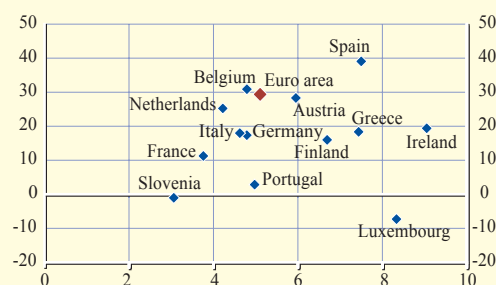 50 50
40 Spain 40
Belgium Euro area
30 30
Netherlands Austria
20 Italy Germany Greece 20
Finland Ireland
10 France 10
Slovenia Portugal
0 0
-10 -10
Luxembourg
-20 -20
0 2 4 6 8 10